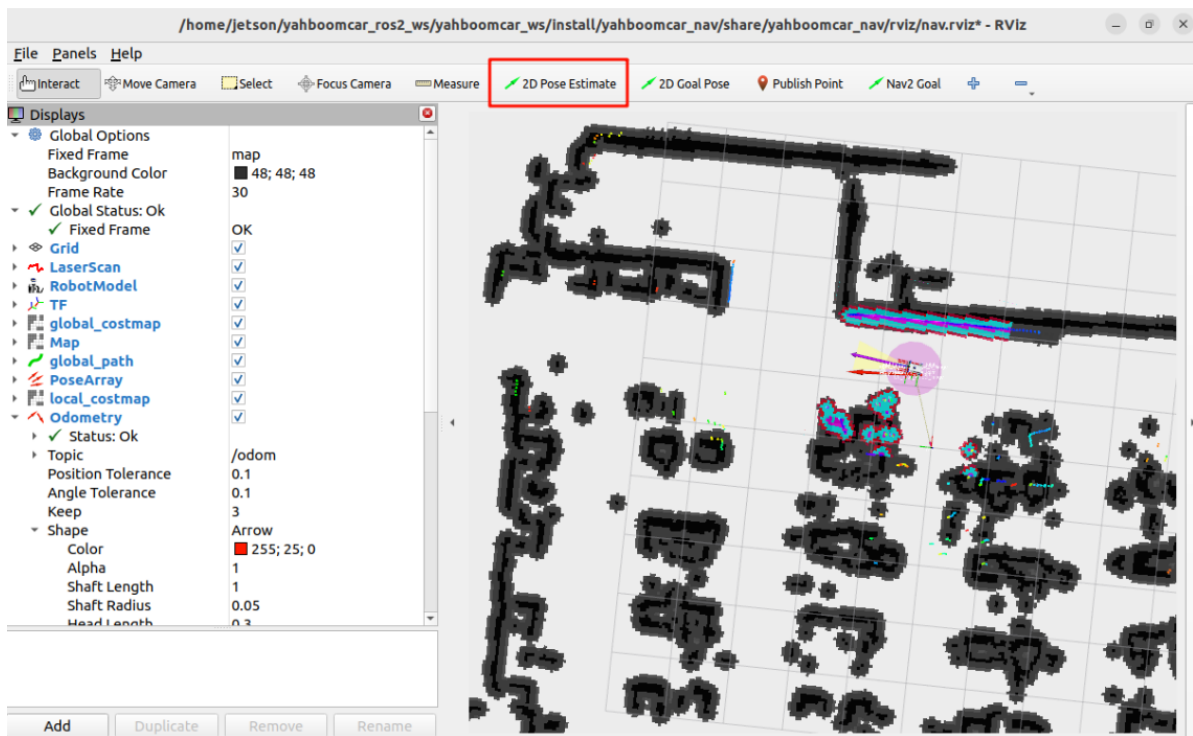 /home/jetson/yahboomcar_ros2_ws/yahboomcar_ws/install/yahboomcar_nav/share/yahboomcar_nav/rviz/nav.rviz* - RViz
File Panels Help
Interact Move Camera Select Focus Camera Measure 2D Pose Estimate 2D Goal Pose Publish Point Nav2 Goal
Displays
Global Options
Fixed Frame map
Background Color 48; 48; 48
Frame Rate 30
Global Status: Ok
Fixed Frame OK
Grid
LaserScan
RobotModel
TF
global_costmap
Map
global_path
PoseArray
local_costmap
Odometry
Status: Ok
Topic /odom
Position Tolerance 0.1
Angle Tolerance 0.1
Keep 3
Shape Arrow
Color 255; 25; 0
Alpha 1
Shaft Length 1
Shaft Radius 0.05
Head Length 0.3
Add Duplicate Remove Rename